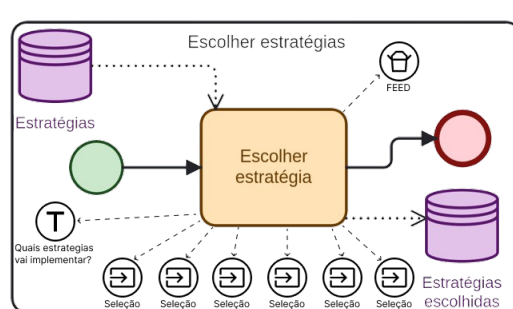 Escolher estratégias
FEED
Estratégias
Escolher
estratégia
T
Quais estrategias
vai implementar?
Seleção
Seleção
Seleção
Seleção
Seleção
Seleção
Estratégias
escolhidas